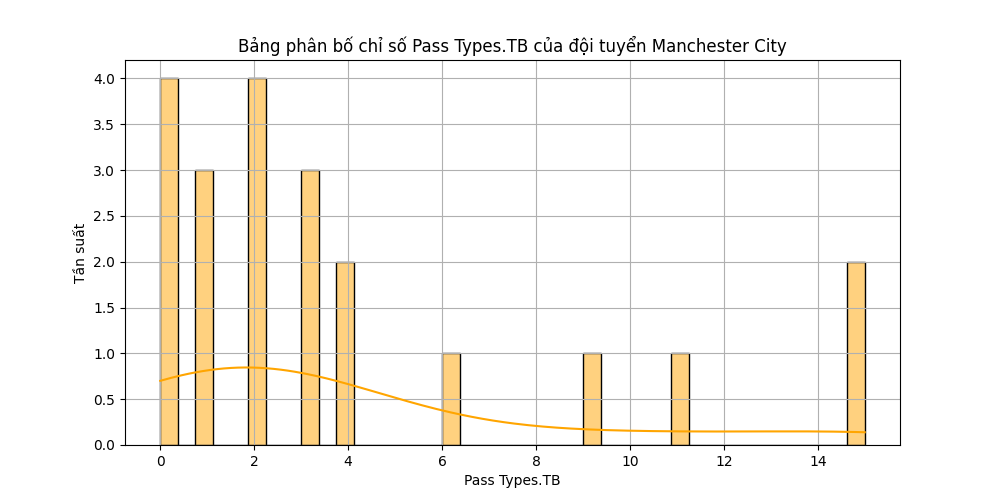 Bảng phân bố chỉ số Pass Types.TB của đội tuyển Manchester City
Tần suất
4.0
3.5
3.0
2.5
2.0
1.5
1.0
0.5
0.0
0 2 4 6 8 10 12 14
Pass Types.TB